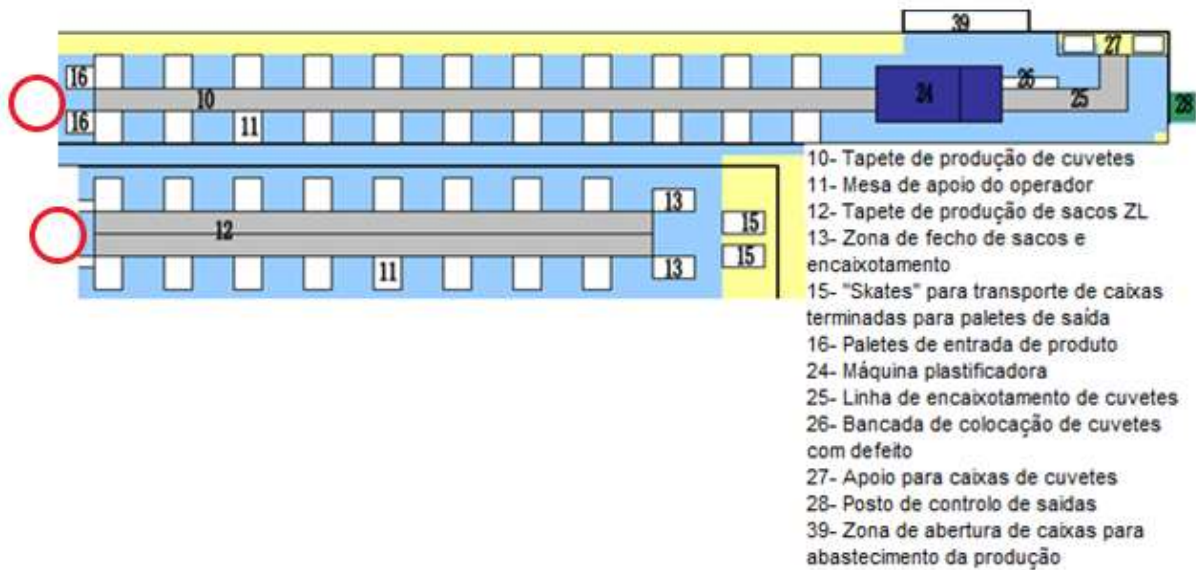 39
27
16
26
10
24
25
28
16
11
10- Tapete de produção de cuvetes
11- Mesa de apoio do operador
12- Tapete de produção de sacos ZL
13- Zona de fecho de sacos e
encaixotamento
15- "Skates" para transporte de caixas
terminadas para paletes de saída
16- Paletes de entrada de produto
24- Máquina plastificadora
25- Linha de encaixotamento de cuvetes
26- Bancada de colocação de cuvetes
com defeito
27- Apoio para caixas de cuvetes
28- Posto de controlo de saidas
39- Zona de abertura de caixas para
abastecimento da produção
13
12
15
15
11
13